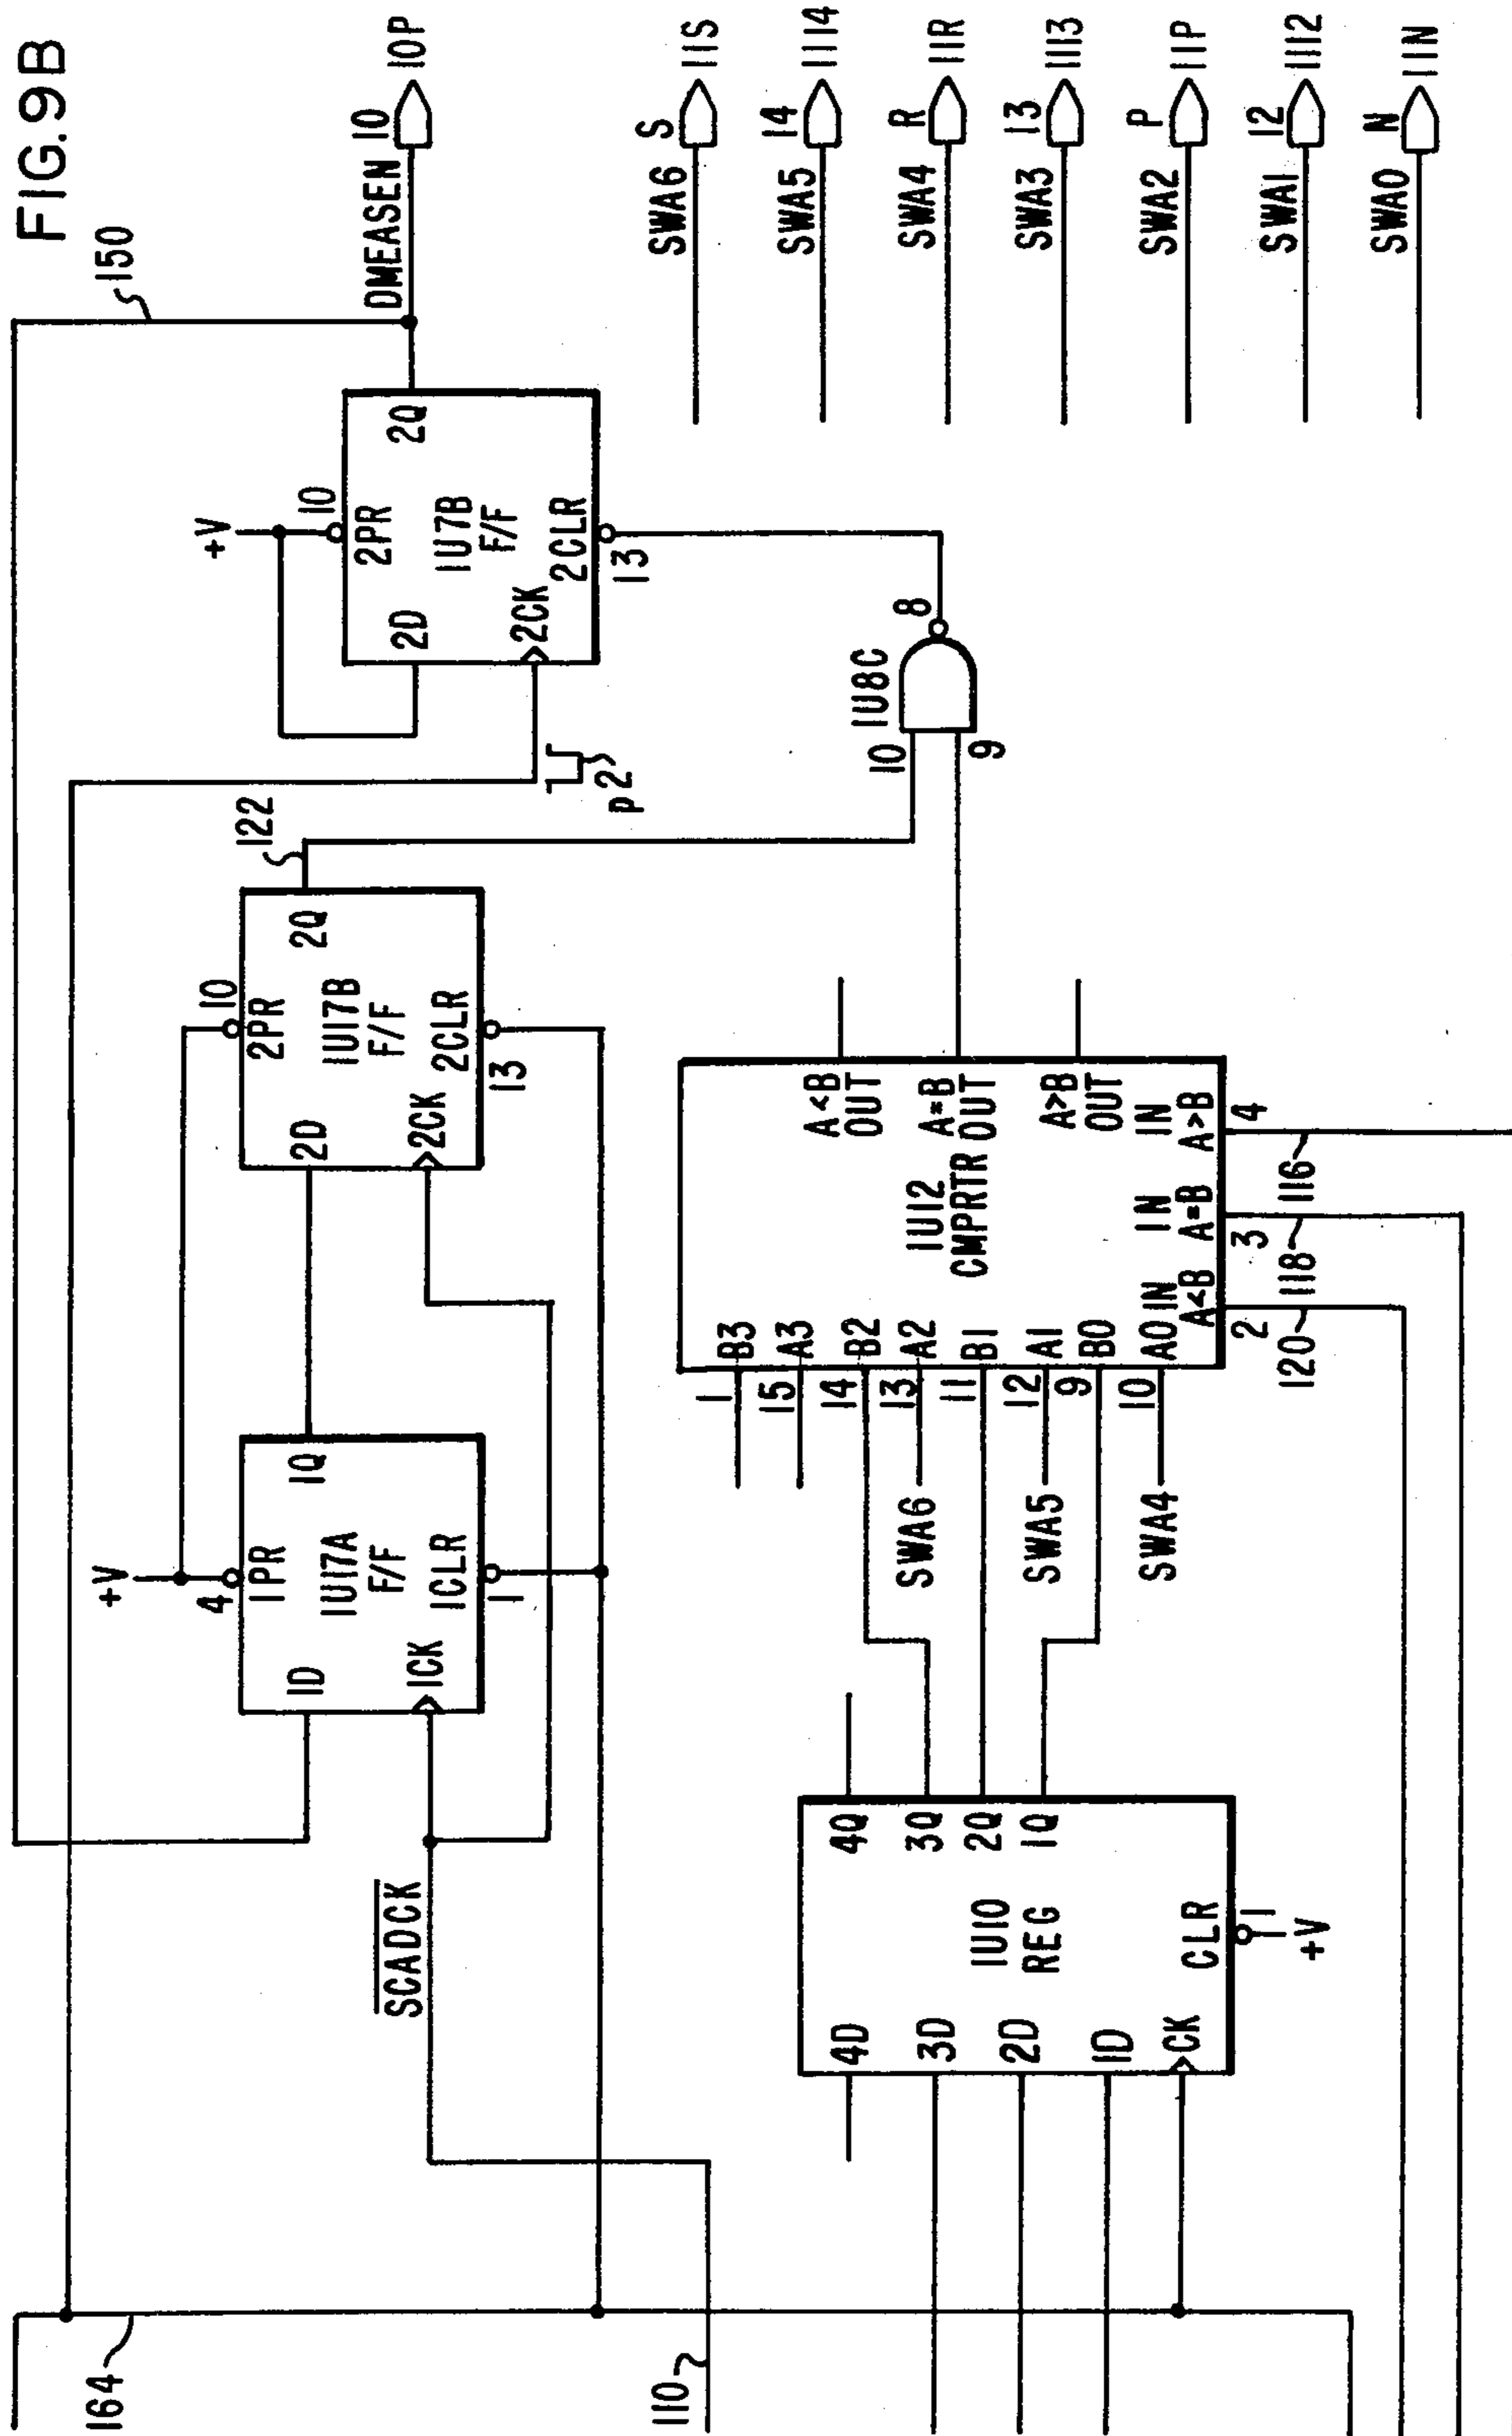 FIG.9B
150
DMEASEN 10 10P
+V
10
2PR
2D
2Q
1U7B
F/F
2CK
2CLR
13
p2
122
10
2PR
2D
2Q
1U17B
F/F
2CK
2CLR
13
+V
4
1PR
1D
1Q
1U17A
F/F
1CK
1CLR
1
SCADCK
164
110
1U8C
10
9
8
4D
3D
2D
1D
CK
1U10
REG
4Q
3Q
2Q
1Q
CLR
1
+V
1 B3
15 A3
14 B2
SWA6 13 A2
11 B1
SWA5 12 A1
9 B0
SWA4 10 A0
1U12
CMPRTR
A<B
OUT
A=B
OUT
A>B
OUT
IN
A<B
IN
A=B
IN
A>B
2
3
4
120
118
116
SWA6 S 11S
SWA5 14 1114
SWA4 R 11R
SWA3 13 1113
SWA2 P 11P
SWA1 12 1112
SWA0 N 11N